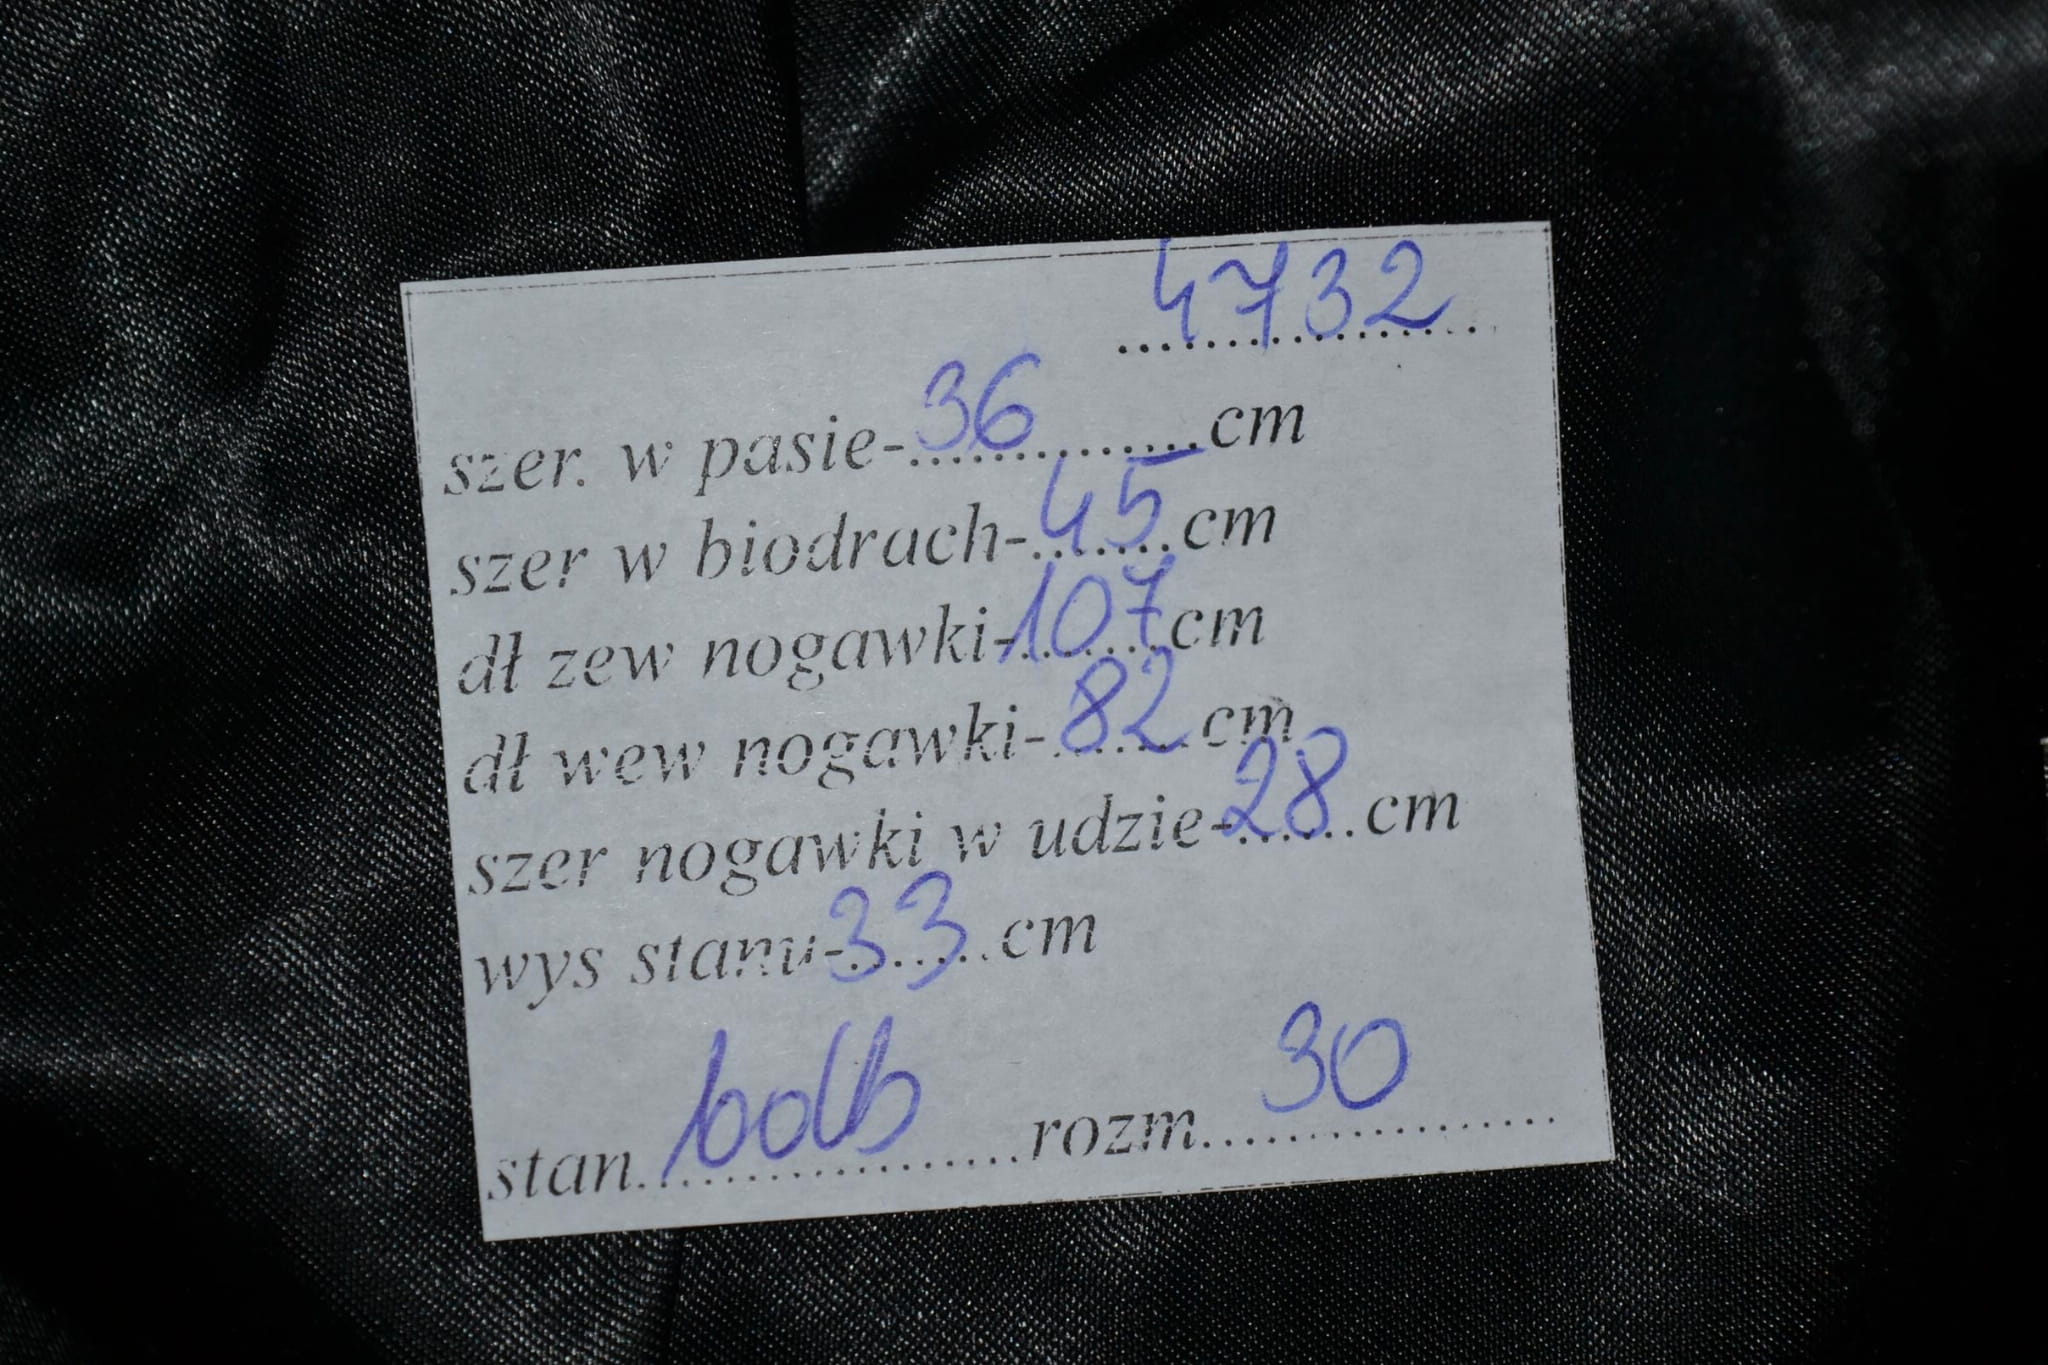 4732
szer. w pasie-36..............cm
szer w biodrach-45.......cm
dł zew nogawki-107.......cm
dł wew nogawki-82.......cm
szer nogawki w udzie-28......cm
wys stanu-33.......cm
stan. bdb ...................rozm. 30 .................